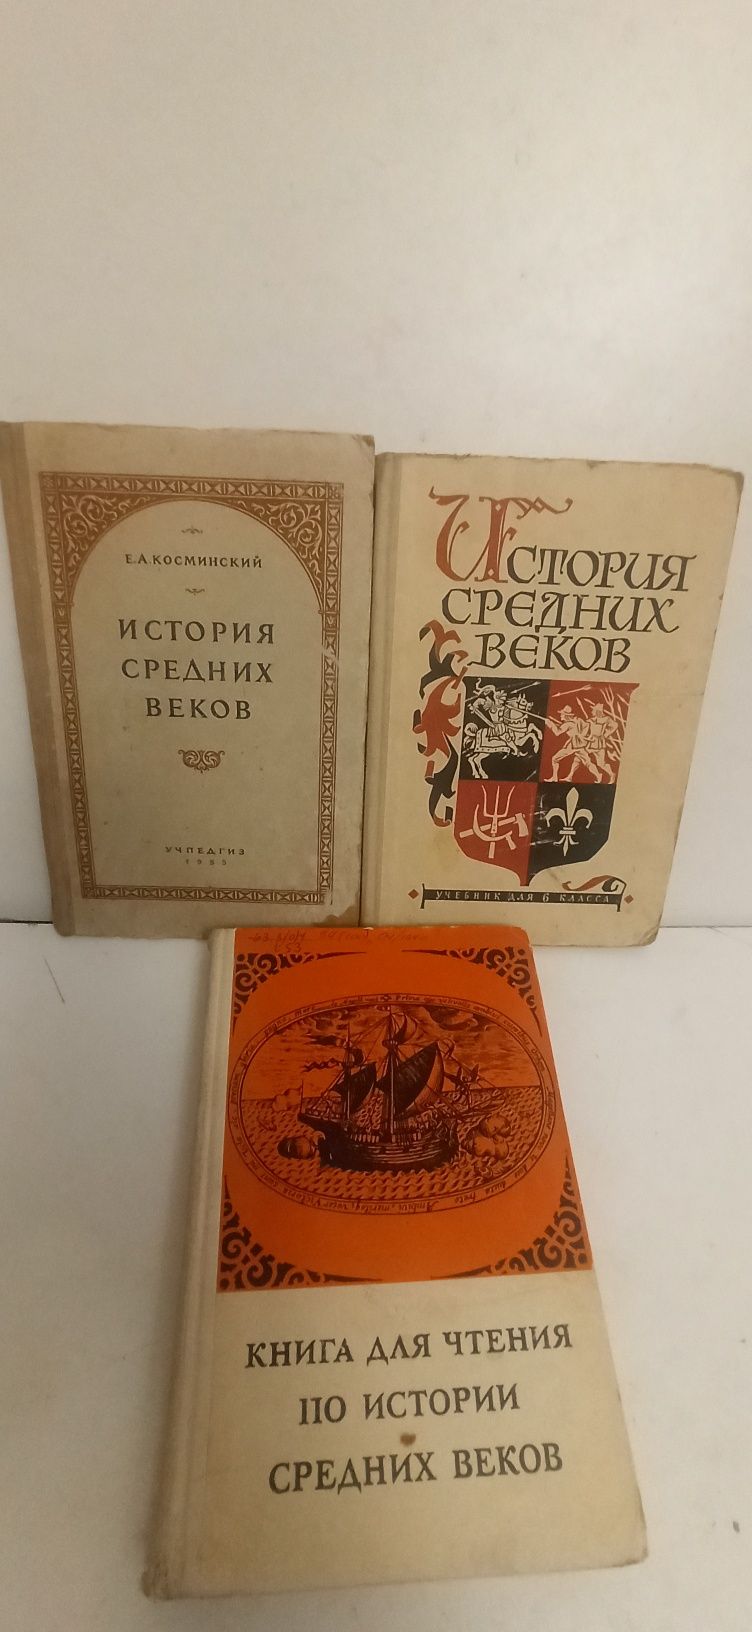 Е.А.КОСМИНСКИЙ
ИСТОРИЯ
СРЕДНИХ
ВЕКОВ
УЧПЕДГИЗ
1955
ИСТОРИЯ
СРЕДНИХ
ВЕКОВ
УЧЕБНИК ДЛЯ 6 КЛАССА
КНИГА ДЛЯ ЧТЕНИЯ
ПО ИСТОРИИ
СРЕДНИХ ВЕКОВ